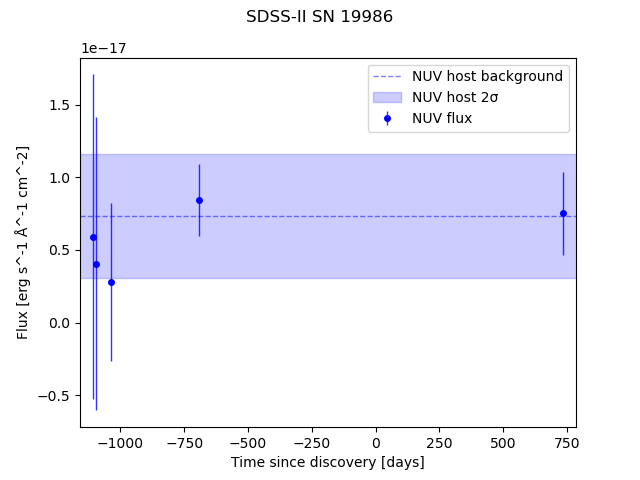 SDSS-II SN 19986
1e−17
NUV host background
NUV host 2σ
NUV flux
1.5
1.0
0.5
0.0
−0.5
Flux [erg s^-1 Å^-1 cm^-2]
−1000 −750 −500 −250 0 250 500 750
Time since discovery [days]